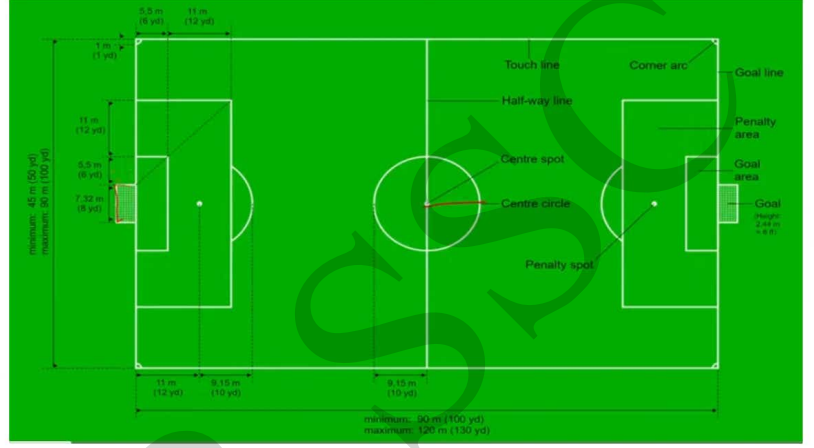 5,5 m
(6 yd)
11 m
(12 yd)
1 m
(1 yd)
Touch line
Corner arc
Goal line
Half-way line
11 m
(12 yd)
Penalty
area
minimum: 45 m (50 yd)
maximum: 90 m (100 yd)
5,5 m
(6 yd)
Centre spot
Goal
area
7,32 m
(8 yd)
Centre circle
Goal
(Height:
2.44 m
= 8 ft)
Penalty spot
11 m
(12 yd)
9,15 m
(10 yd)
9,15 m
(10 yd)
minimum: 90 m (100 yd)
maximum: 120 m (130 yd)
SSC